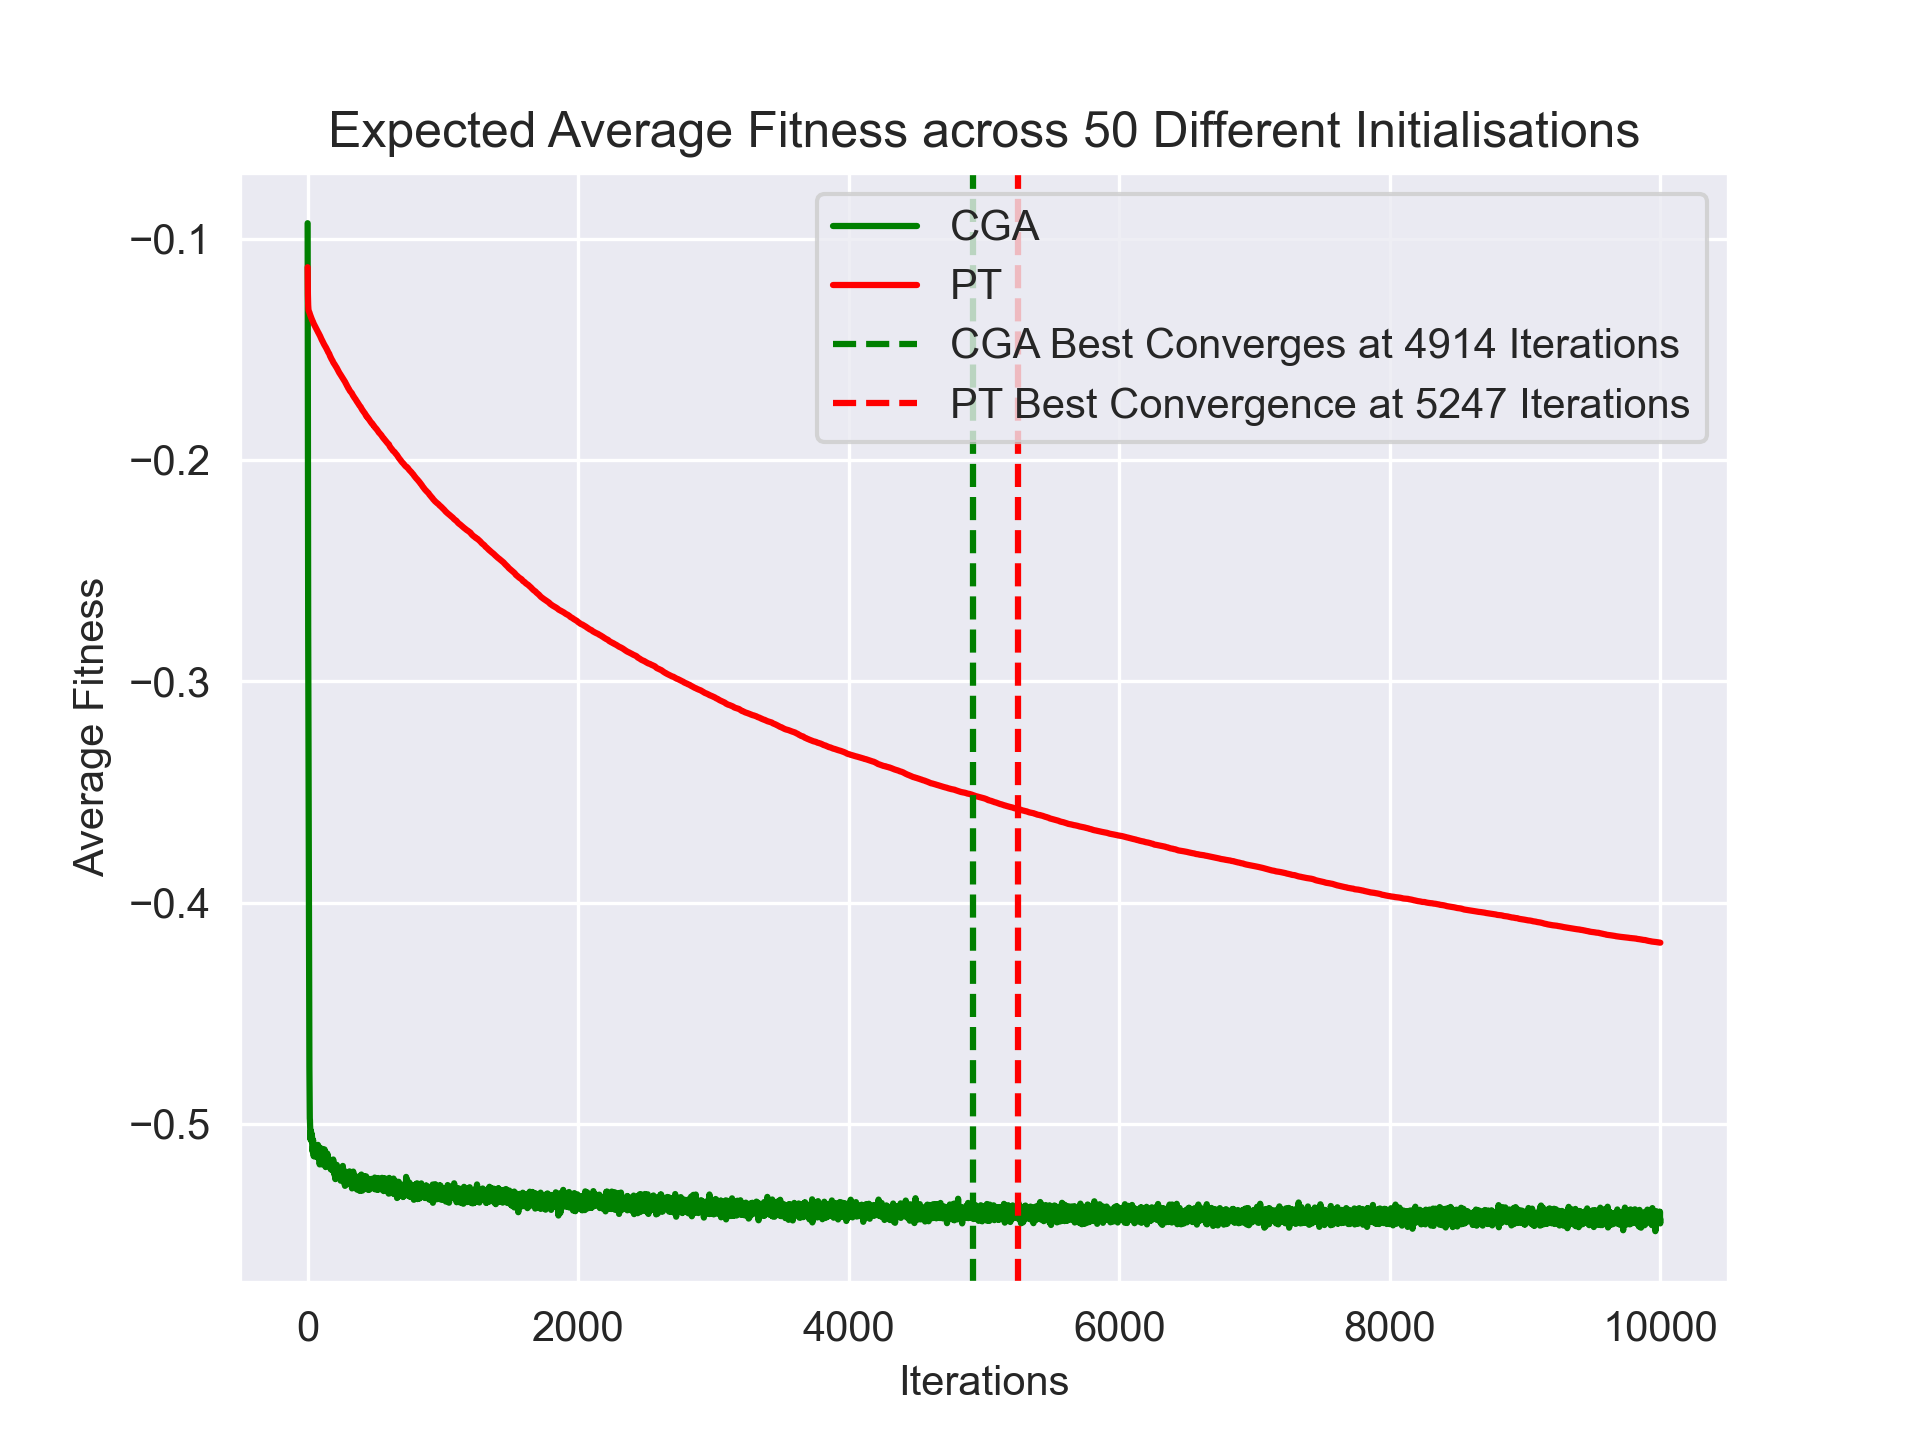 Expected Average Fitness across 50 Different Initialisations
CGA
PT
CGA Best Converges at 4914 Iterations
PT Best Convergence at 5247 Iterations
Average Fitness
−0.1
−0.2
−0.3
−0.4
−0.5
0 2000 4000 6000 8000 10000
Iterations